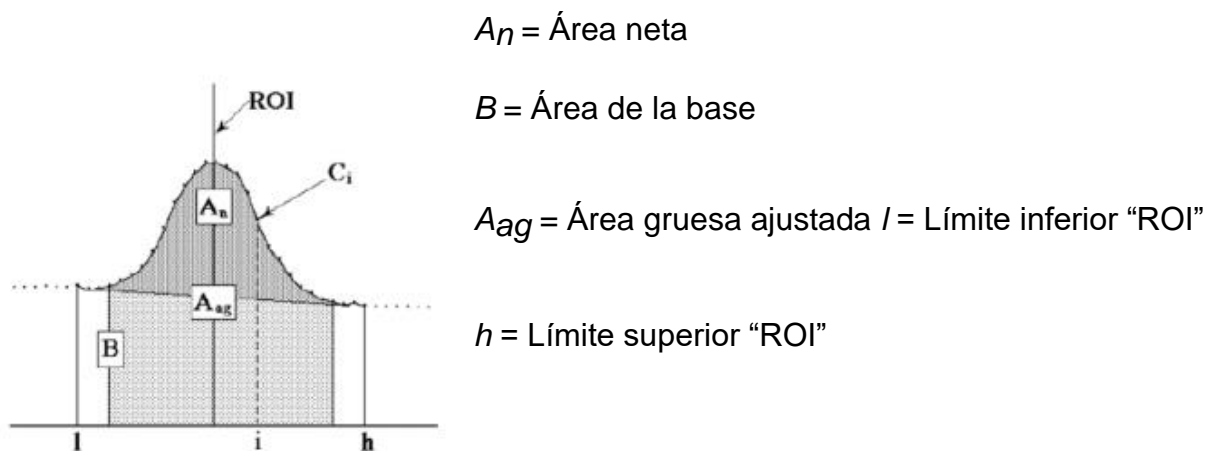 ROI
Cᵢ
Aₙ
A_ag
B
l
i
h
An = Área neta
B = Área de la base
Aag = Área gruesa ajustada l = Límite inferior “ROI”
h = Límite superior “ROI”